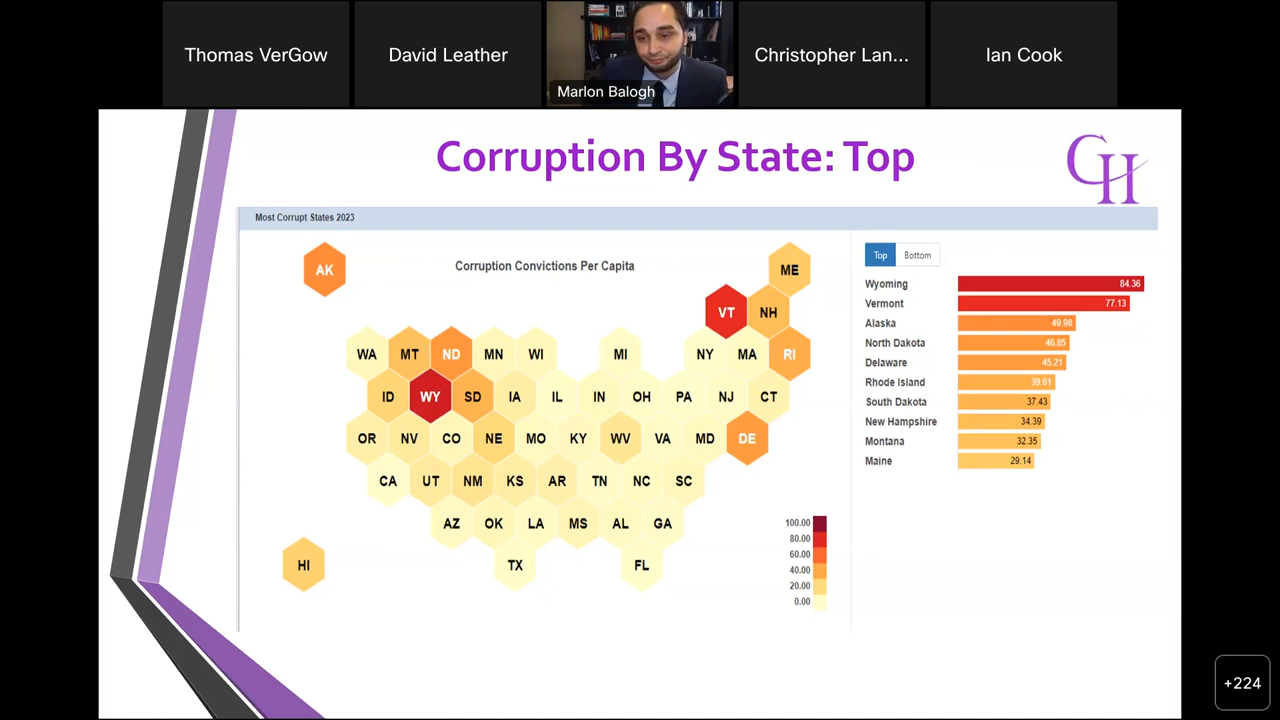 Thomas VerGow
David Leather
Marlon Balogh
Christopher Lan...
Ian Cook
Corruption By State: Top
CH
Most Corrupt States 2023
Corruption Convictions Per Capita
AK
ME
VT NH
WA MT ND MN WI MI NY MA RI
ID WY SD IA IL IN OH PA NJ CT
OR NV CO NE MO KY WV VA MD DE
CA UT NM KS AR TN NC SC
AZ OK LA MS AL GA
HI TX FL
100.00
80.00
60.00
40.00
20.00
0.00
Top Bottom
Wyoming 84.36
Vermont 77.13
Alaska 49.98
North Dakota 46.85
Delaware 45.21
Rhode Island 39.61
South Dakota 37.43
New Hampshire 34.39
Montana 32.35
Maine 29.14
+224